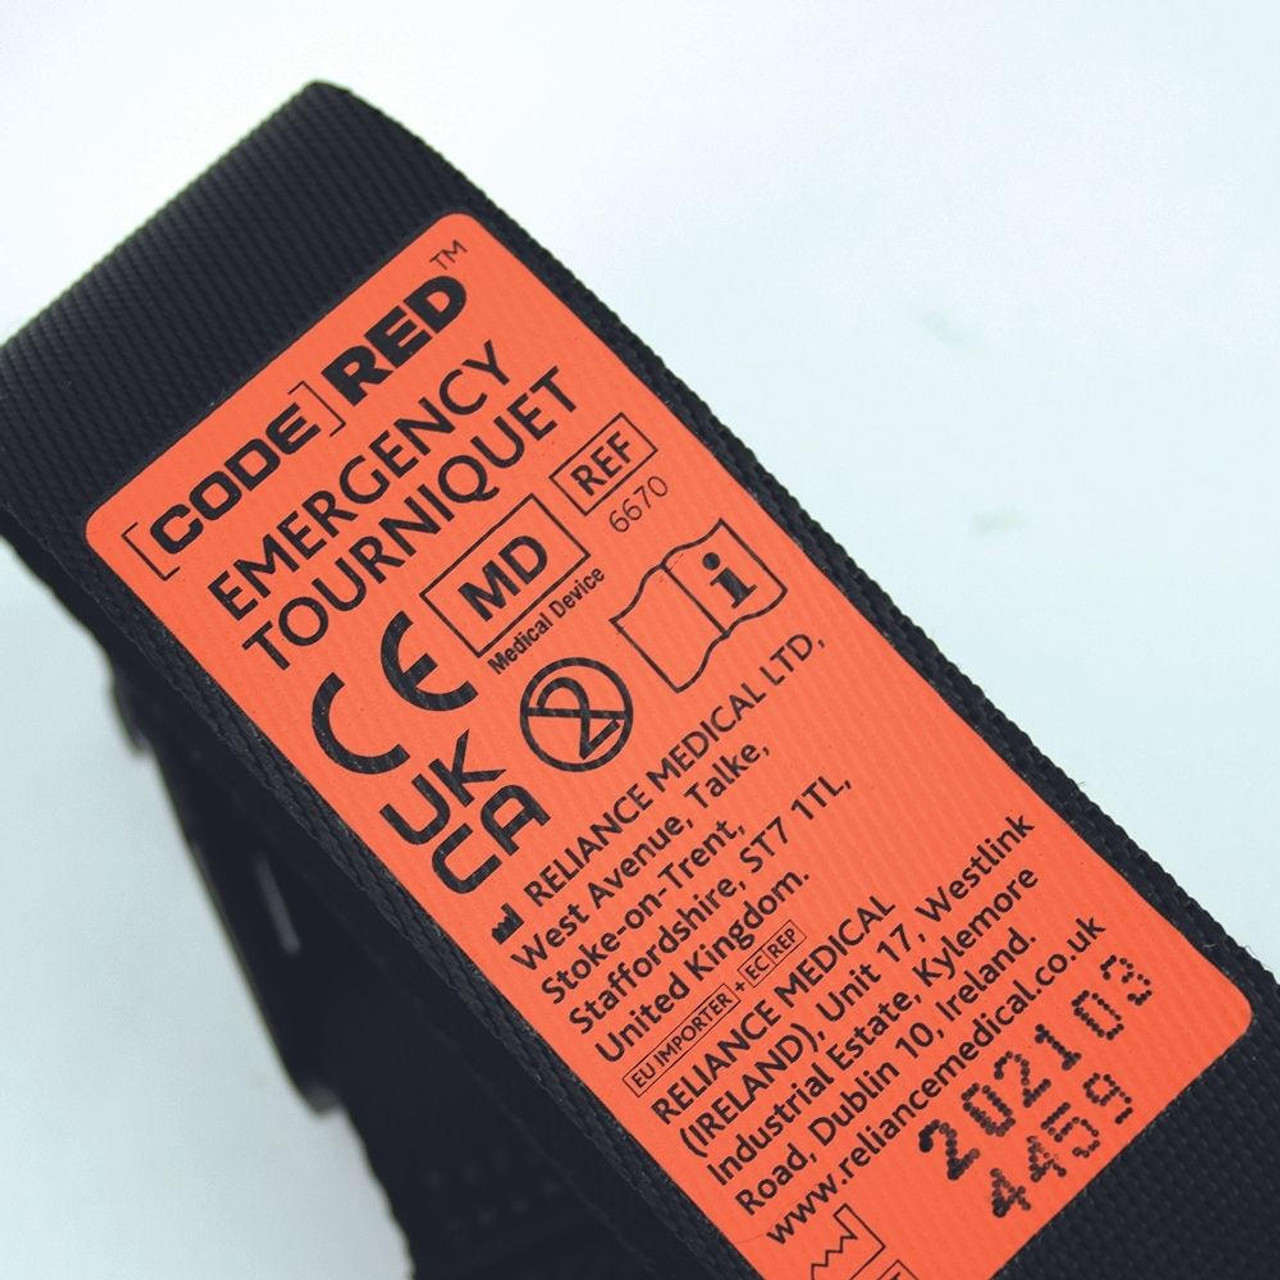 [CODE] RED™
EMERGENCY
TOURNIQUET
REF
6670
MD
Medical Device
CE
UK
CA
2
i
RELIANCE MEDICAL LTD,
West Avenue, Talke,
Stoke-on-Trent,
Staffordshire, ST7 1TL,
United Kingdom.
EU IMPORTER + EC REP
RELIANCE MEDICAL
(IRELAND), Unit 17, Westlink
Industrial Estate, Kylemore
Road, Dublin 10, Ireland.
www.reliancemedical.co.uk
202103
4459